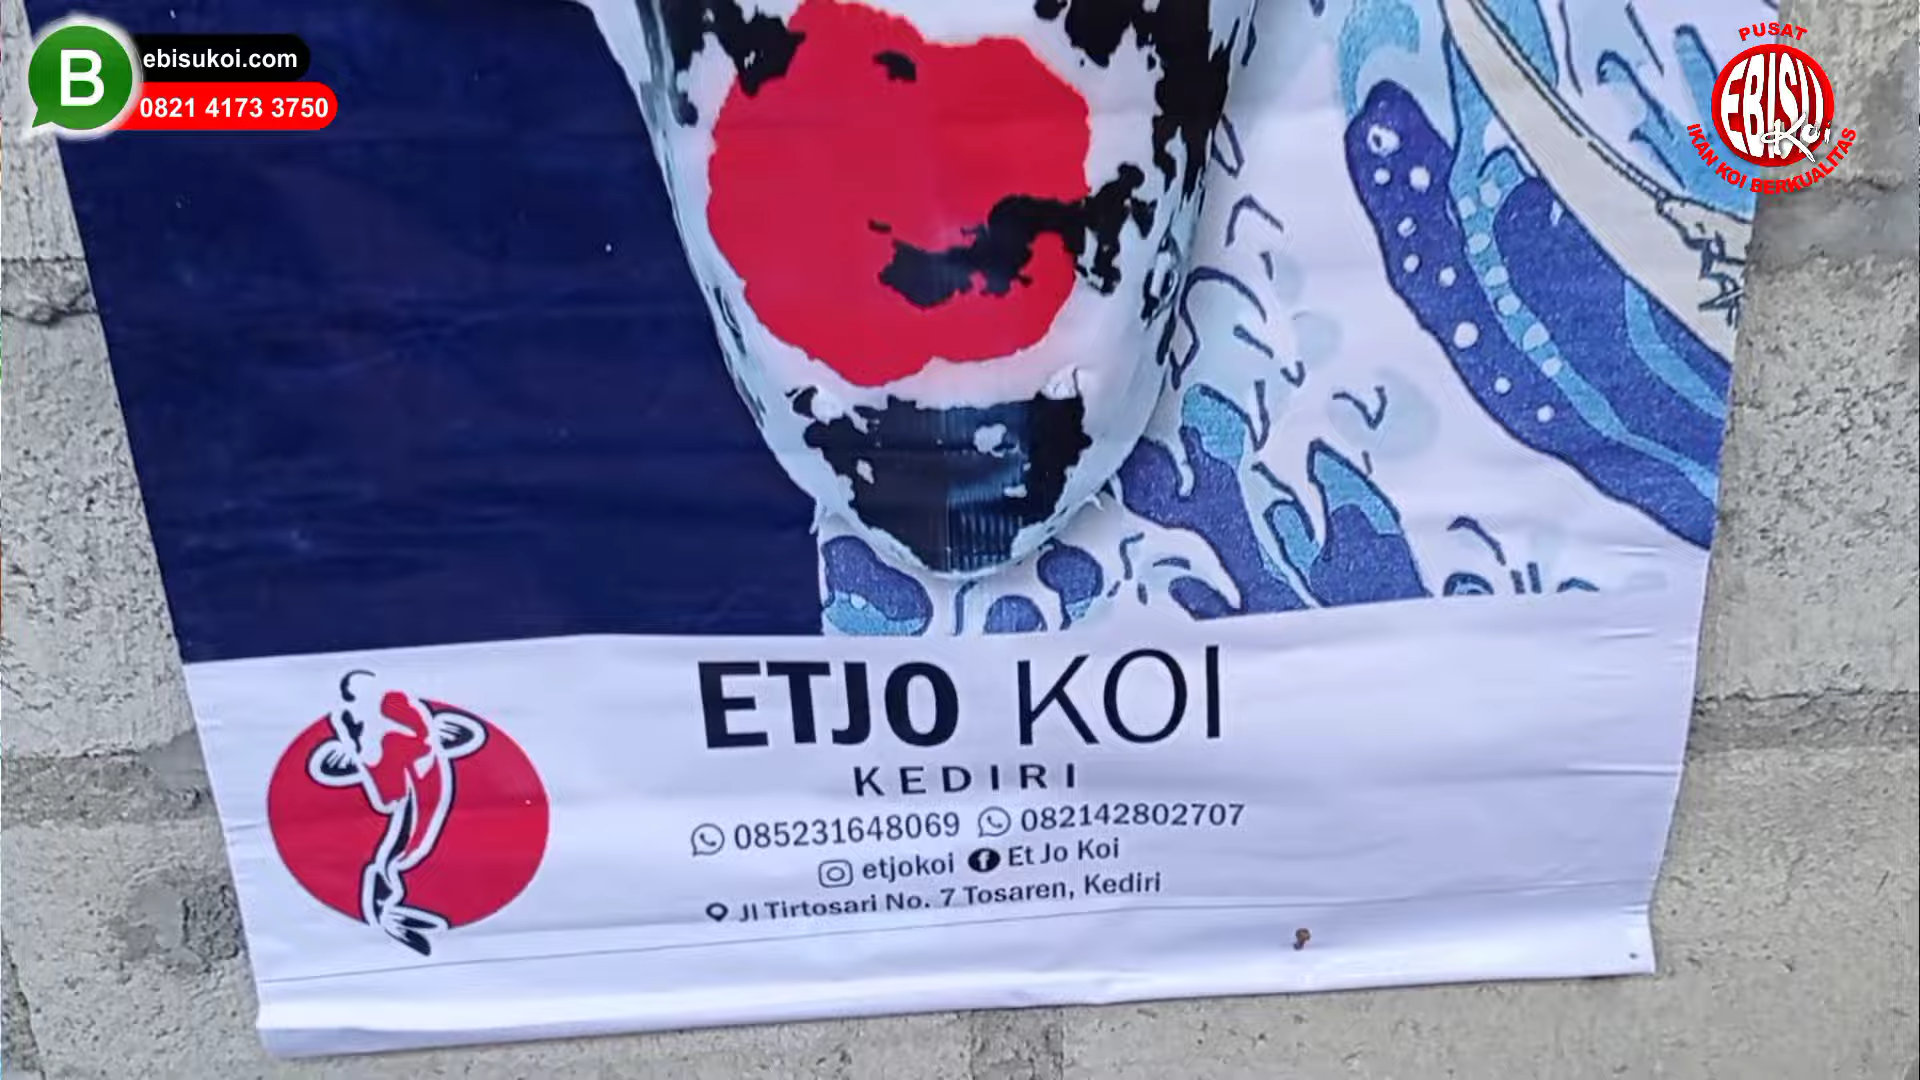 B
ebisukoi.com
0821 4173 3750
PUSAT
EBISU
Koi
IKAN KOI BERKUALITAS
ETJO KOI
KEDIRI
085231648069 082142802707
etjokoi Et Jo Koi
Jl Tirtosari No. 7 Tosaren, Kediri